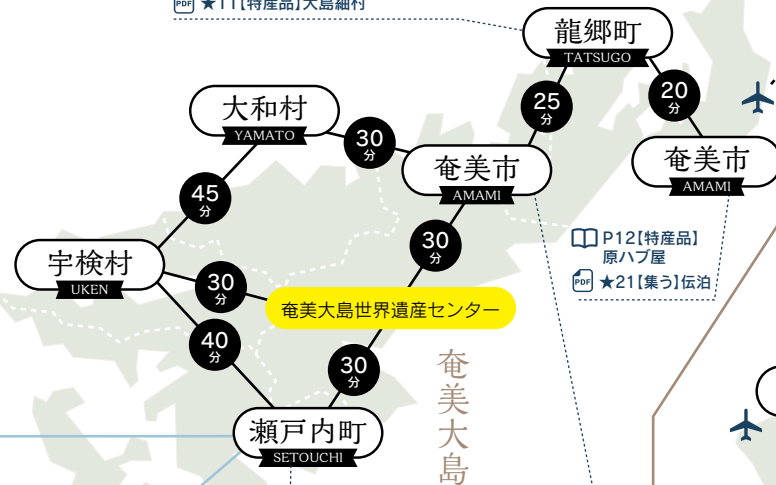 PDF ★11【特産品】大島紬村
龍郷町
TATSUGO
25
分
20
分
大和村
YAMATO
30
分
奄美市
AMAMI
奄美市
AMAMI
45
分
30
分
P12【特産品】
原ハブ屋
PDF ★21【集う】伝泊
宇検村
UKEN
30
分
奄美大島世界遺産センター
40
分
30
分
奄美大島
瀬戸内町
SETOUCHI